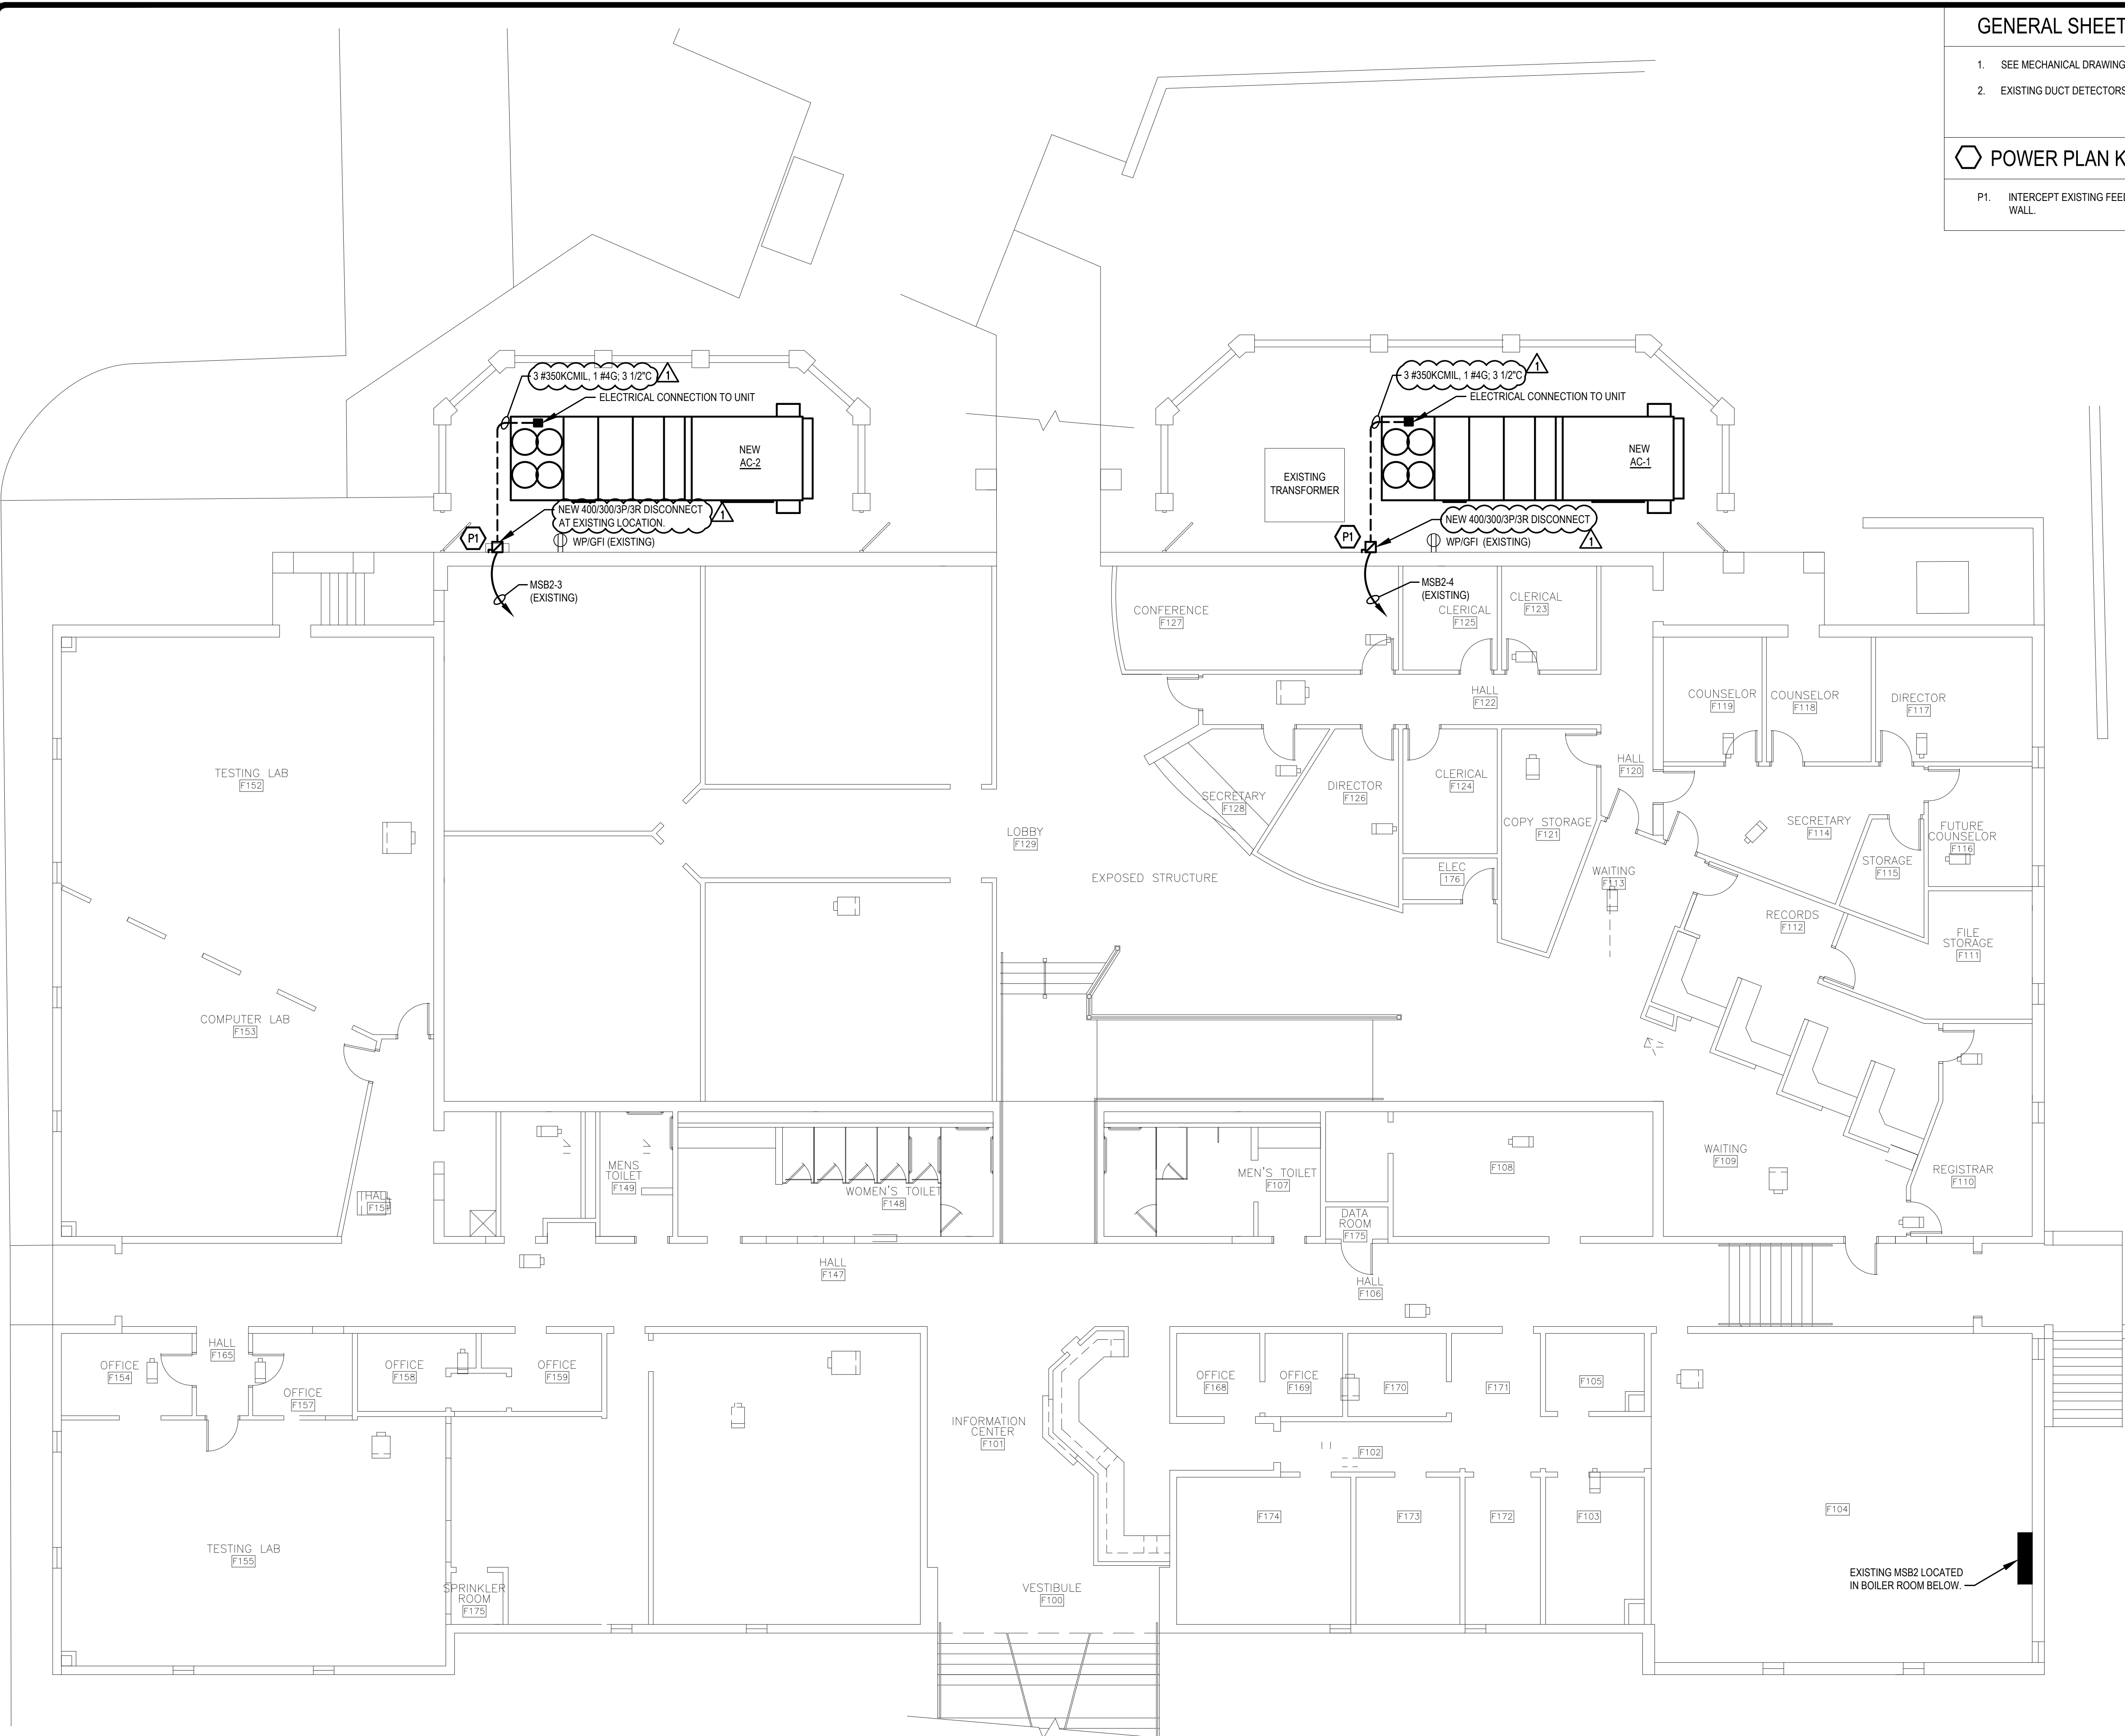 GENERAL SHEET
1. SEE MECHANICAL DRAWING
2. EXISTING DUCT DETECTORS
POWER PLAN K
P1. INTERCEPT EXISTING FEE
WALL.
3 #350KCMIL, 1 #4G; 3 1/2"C
1
ELECTRICAL CONNECTION TO UNIT
NEW
AC-2
NEW 400/300/3P/3R DISCONNECT
AT EXISTING LOCATION.
1
P1
WP/GFI (EXISTING)
MSB2-3
(EXISTING)
3 #350KCMIL, 1 #4G; 3 1/2"C
1
ELECTRICAL CONNECTION TO UNIT
EXISTING
TRANSFORMER
NEW
AC-1
NEW 400/300/3P/3R DISCONNECT
1
P1
WP/GFI (EXISTING)
MSB2-4
(EXISTING)
CONFERENCE
F127
CLERICAL
F125
CLERICAL
F123
HALL
F122
COUNSELOR
F119
COUNSELOR
F118
DIRECTOR
F117
TESTING LAB
F152
HALL
F120
SECRETARY
F128
DIRECTOR
F126
CLERICAL
F124
COPY STORAGE
F121
SECRETARY
F114
FUTURE
COUNSELOR
F116
STORAGE
F115
LOBBY
F129
EXPOSED STRUCTURE
ELEC
176
WAITING
F113
RECORDS
F112
FILE
STORAGE
F111
COMPUTER LAB
F153
HALL
MENS
TOILET
F149
WOMEN'S TOILET
F148
MEN'S TOILET
F107
DATA
ROOM
F175
F108
WAITING
F109
REGISTRAR
F110
HALL
F147
HALL
F106
OFFICE
F154
HALL
F165
OFFICE
F157
OFFICE
F158
OFFICE
F159
INFORMATION
CENTER
F101
OFFICE
F168
OFFICE
F169
F170
F171
F105
F102
F174
F173
F172
F103
F104
TESTING LAB
F155
SPRINKLER
ROOM
F175
VESTIBULE
F100
EXISTING MSB2 LOCATED
IN BOILER ROOM BELOW.